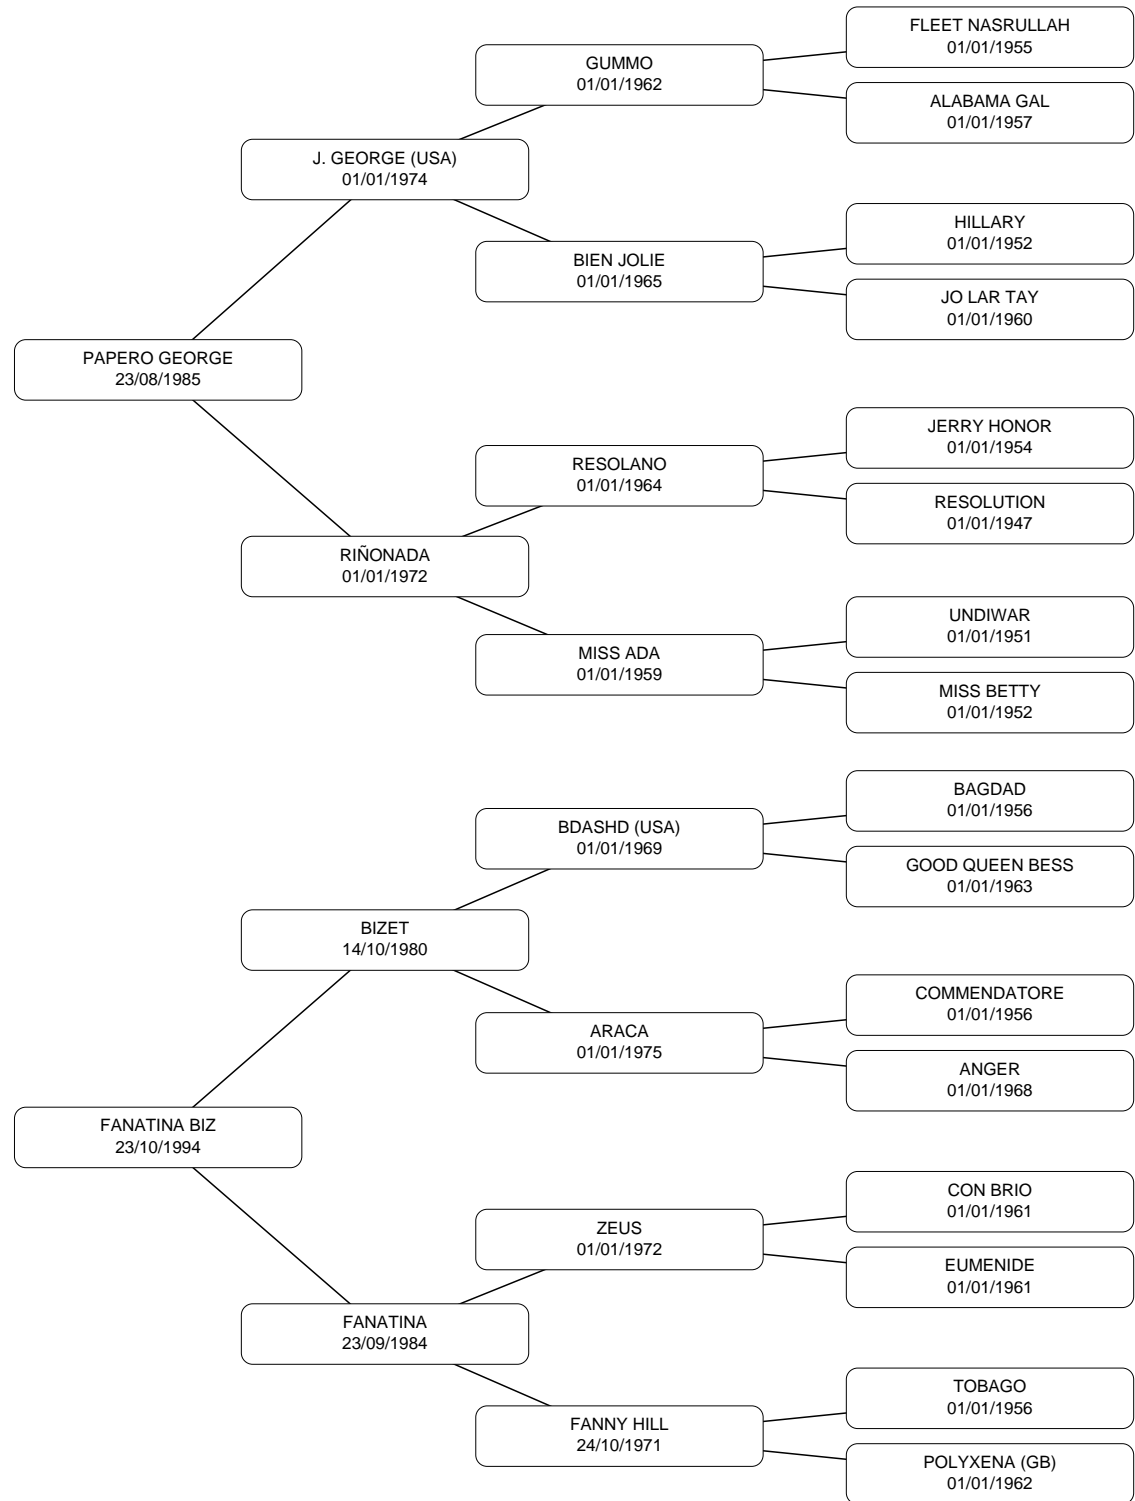 FLEET NASRULLAH
01/01/1955
GUMMO
01/01/1962
ALABAMA GAL
01/01/1957
J. GEORGE (USA)
01/01/1974
HILLARY
01/01/1952
BIEN JOLIE
01/01/1965
JO LAR TAY
01/01/1960
PAPERO GEORGE
23/08/1985
JERRY HONOR
01/01/1954
RESOLANO
01/01/1964
RESOLUTION
01/01/1947
RIÑONADA
01/01/1972
UNDIWAR
01/01/1951
MISS ADA
01/01/1959
MISS BETTY
01/01/1952
BAGDAD
01/01/1956
BDASHD (USA)
01/01/1969
GOOD QUEEN BESS
01/01/1963
BIZET
14/10/1980
COMMENDATORE
01/01/1956
ARACA
01/01/1975
ANGER
01/01/1968
FANATINA BIZ
23/10/1994
CON BRIO
01/01/1961
ZEUS
01/01/1972
EUMENIDE
01/01/1961
FANATINA
23/09/1984
TOBAGO
01/01/1956
FANNY HILL
24/10/1971
POLYXENA (GB)
01/01/1962